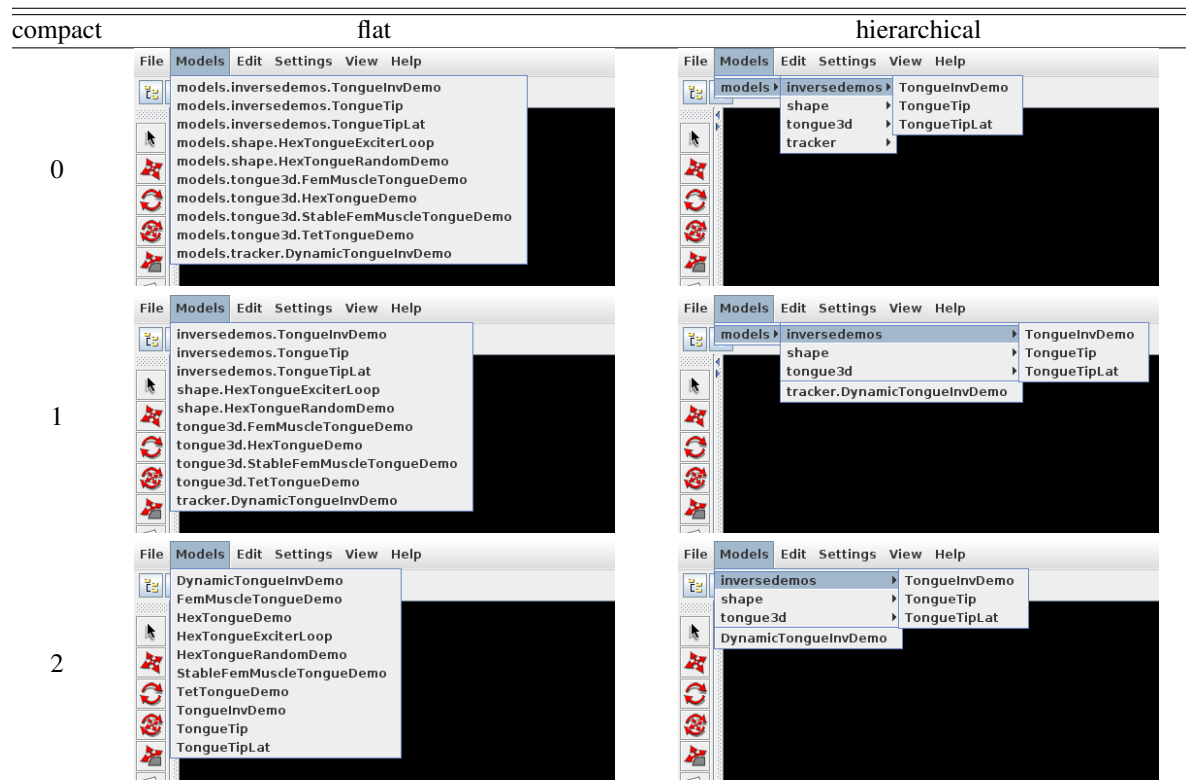 compact flat hierarchical
0
File Models Edit Settings View Help
models.inversedemos.TongueInvDemo
models.inversedemos.TongueTip
models.inversedemos.TongueTipLat
models.shape.HexTongueExciterLoop
models.shape.HexTongueRandomDemo
models.tongue3d.FemMuscleTongueDemo
models.tongue3d.HexTongueDemo
models.tongue3d.StableFemMuscleTongueDemo
models.tongue3d.TetTongueDemo
models.tracker.DynamicTongueInvDemo
File Models Edit Settings View Help
models inversedemos TongueInvDemo
shape TongueTip
tongue3d TongueTipLat
tracker
1
File Models Edit Settings View Help
inversedemos.TongueInvDemo
inversedemos.TongueTip
inversedemos.TongueTipLat
shape.HexTongueExciterLoop
shape.HexTongueRandomDemo
tongue3d.FemMuscleTongueDemo
tongue3d.HexTongueDemo
tongue3d.StableFemMuscleTongueDemo
tongue3d.TetTongueDemo
tracker.DynamicTongueInvDemo
File Models Edit Settings View Help
models inversedemos TongueInvDemo
shape TongueTip
tongue3d TongueTipLat
tracker.DynamicTongueInvDemo
2
File Models Edit Settings View Help
DynamicTongueInvDemo
FemMuscleTongueDemo
HexTongueDemo
HexTongueExciterLoop
HexTongueRandomDemo
StableFemMuscleTongueDemo
TetTongueDemo
TongueInvDemo
TongueTip
TongueTipLat
File Models Edit Settings View Help
inversedemos TongueInvDemo
shape TongueTip
tongue3d TongueTipLat
DynamicTongueInvDemo